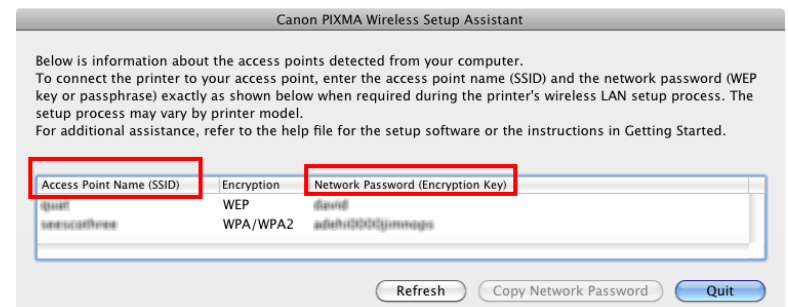 Canon PIXMA Wireless Setup Assistant
Below is information about the access points detected from your computer.
To connect the printer to your access point, enter the access point name (SSID) and the network password (WEP
key or passphrase) exactly as shown below when required during the printer's wireless LAN setup process. The
setup process may vary by printer model.
For additional assistance, refer to the help file for the setup software or the instructions in Getting Started.
Access Point Name (SSID) Encryption Network Password (Encryption Key)
WEP
WPA/WPA2
Refresh Copy Network Password Quit